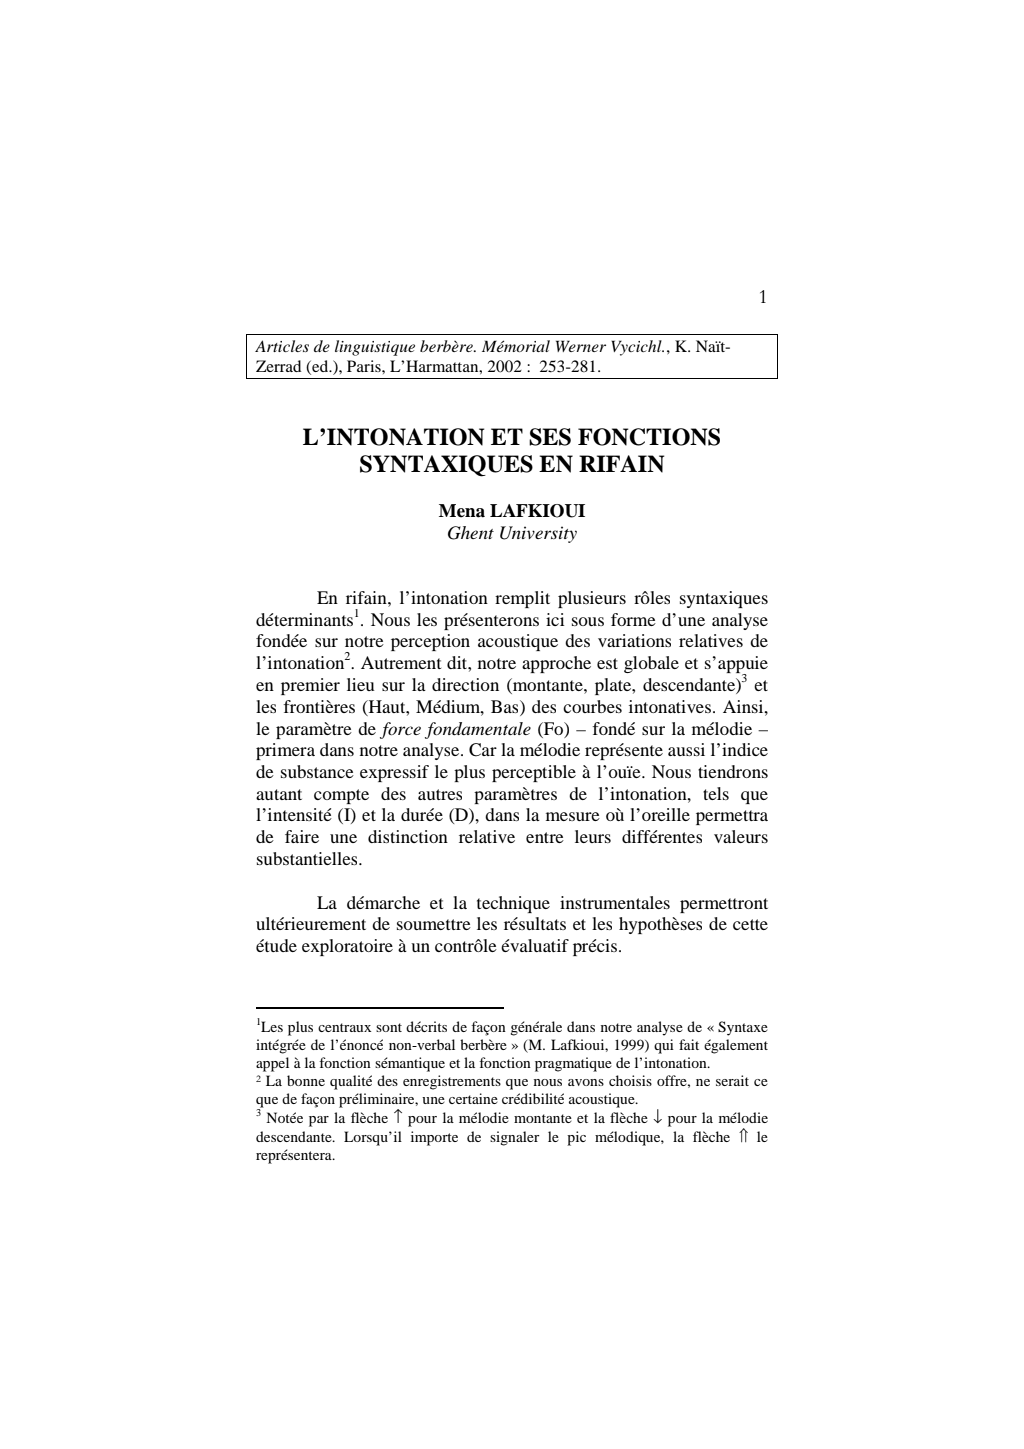 1
Articles de linguistique berbère. Mémorial Werner Vycichl., K. Naït-
Zerrad (ed.), Paris, L’Harmattan, 2002 : 253-281.
L’INTONATION ET SES FONCTIONS
SYNTAXIQUES EN RIFAIN
Mena LAFKIOUI
Ghent University
En rifain, l’intonation remplit plusieurs rôles syntaxiques
déterminants¹. Nous les présenterons ici sous forme d’une analyse
fondée sur notre perception acoustique des variations relatives de
l’intonation². Autrement dit, notre approche est globale et s’appuie
en premier lieu sur la direction (montante, plate, descendante)³ et
les frontières (Haut, Médium, Bas) des courbes intonatives. Ainsi,
le paramètre de force fondamentale (Fo) – fondé sur la mélodie –
primera dans notre analyse. Car la mélodie représente aussi l’indice
de substance expressif le plus perceptible à l’ouïe. Nous tiendrons
autant compte des autres paramètres de l’intonation, tels que
l’intensité (I) et la durée (D), dans la mesure où l’oreille permettra
de faire une distinction relative entre leurs différentes valeurs
substantielles.
La démarche et la technique instrumentales permettront
ultérieurement de soumettre les résultats et les hypothèses de cette
étude exploratoire à un contrôle évaluatif précis.
¹Les plus centraux sont décrits de façon générale dans notre analyse de « Syntaxe
intégrée de l’énoncé non-verbal berbère » (M. Lafkioui, 1999) qui fait également
appel à la fonction sémantique et la fonction pragmatique de l’intonation.
² La bonne qualité des enregistrements que nous avons choisis offre, ne serait ce
que de façon préliminaire, une certaine crédibilité acoustique.
³ Notée par la flèche ↑ pour la mélodie montante et la flèche ↓ pour la mélodie
descendante. Lorsqu’il importe de signaler le pic mélodique, la flèche ⇑ le
représentera.